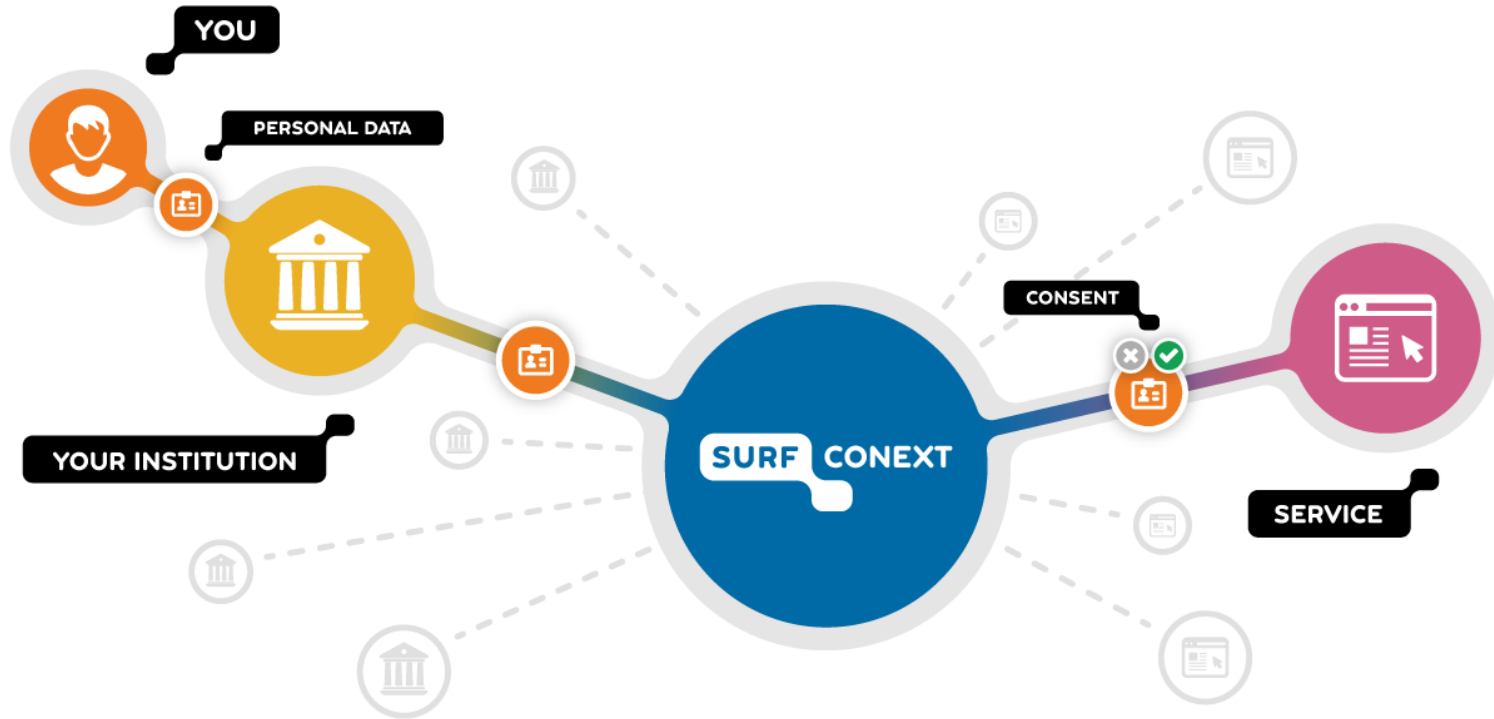 YOU
PERSONAL DATA
YOUR INSTITUTION
SURF CONEXT
CONSENT
SERVICE